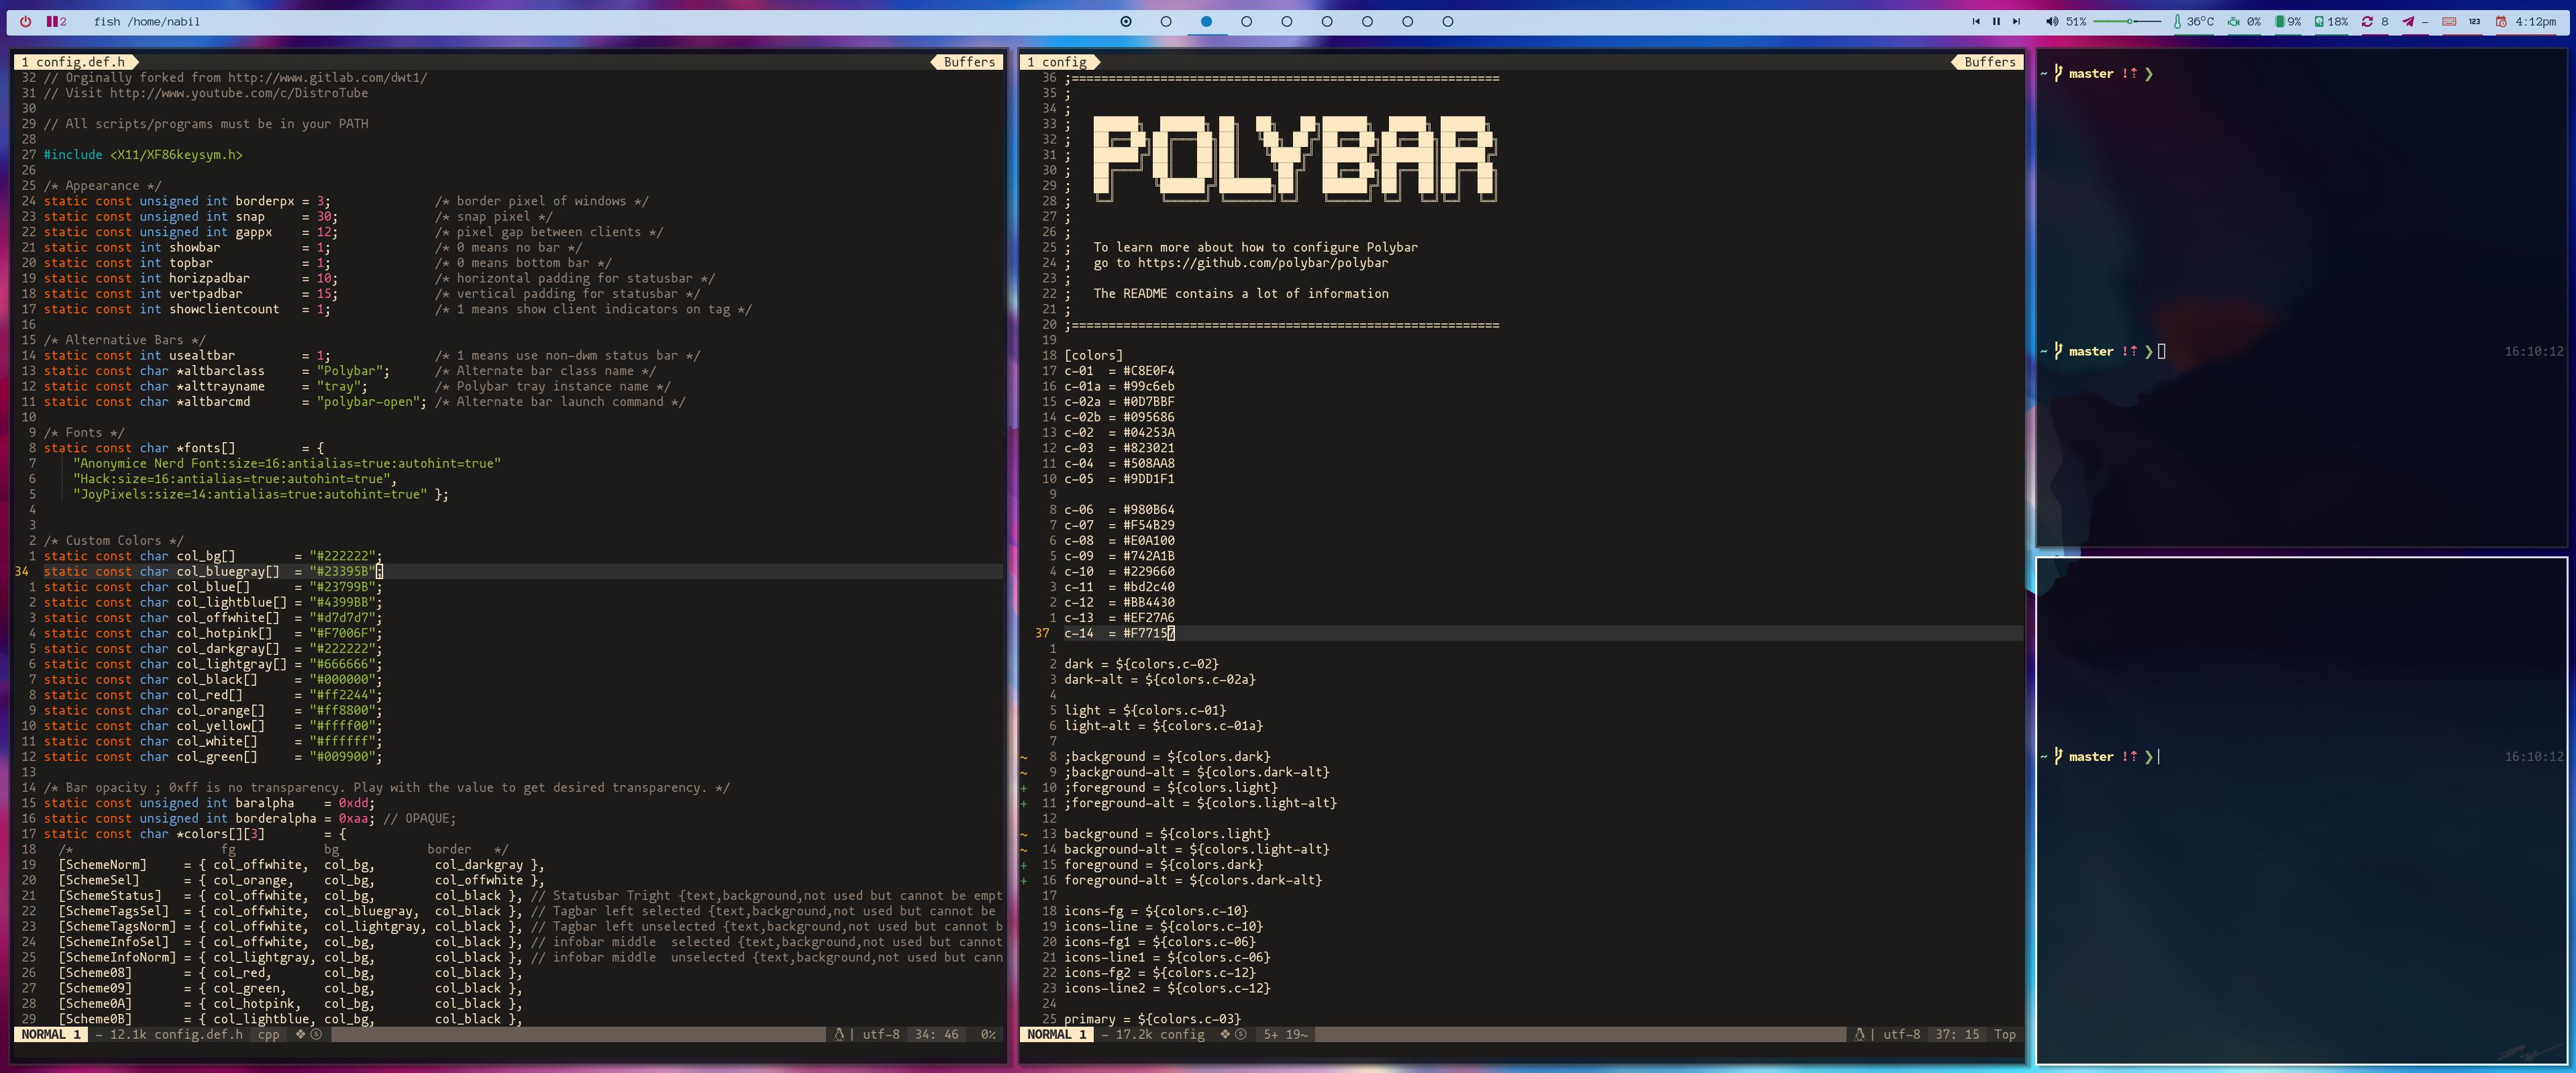 2 fish /home/nabil 51% 36°C 0% 9% 18% 8 – 123 4:12pm
1 config.def.h Buffers
32 // Orginally forked from http://www.gitlab.com/dwt1/
31 // Visit http://www.youtube.com/c/DistroTube
30
29 // All scripts/programs must be in your PATH
28
27 #include <X11/XF86keysym.h>
26
25 /* Appearance */
24 static const unsigned int borderpx = 3; /* border pixel of windows */
23 static const unsigned int snap = 30; /* snap pixel */
22 static const unsigned int gappx = 12; /* pixel gap between clients */
21 static const int showbar = 1; /* 0 means no bar */
20 static const int topbar = 1; /* 0 means bottom bar */
19 static const int horizpadbar = 10; /* horizontal padding for statusbar */
18 static const int vertpadbar = 15; /* vertical padding for statusbar */
17 static const int showclientcount = 1; /* 1 means show client indicators on tag */
16
15 /* Alternative Bars */
14 static const int usealtbar = 1; /* 1 means use non-dwm status bar */
13 static const char *altbarclass = "Polybar"; /* Alternate bar class name */
12 static const char *alttrayname = "tray"; /* Polybar tray instance name */
11 static const char *altbarcmd = "polybar-open"; /* Alternate bar launch command */
10
9 /* Fonts */
8 static const char *fonts[] = {
7 "Anonymice Nerd Font:size=16:antialias=true:autohint=true"
6 "Hack:size=16:antialias=true:autohint=true",
5 "JoyPixels:size=14:antialias=true:autohint=true" };
4
3
2 /* Custom Colors */
1 static const char col_bg[] = "#222222";
34 static const char col_bluegray[] = "#23395B";
1 static const char col_blue[] = "#23799B";
2 static const char col_lightblue[] = "#4399BB";
3 static const char col_offwhite[] = "#d7d7d7";
4 static const char col_hotpink[] = "#F7006F";
5 static const char col_darkgray[] = "#222222";
6 static const char col_lightgray[] = "#666666";
7 static const char col_black[] = "#000000";
8 static const char col_red[] = "#ff2244";
9 static const char col_orange[] = "#ff8800";
10 static const char col_yellow[] = "#ffff00";
11 static const char col_white[] = "#ffffff";
12 static const char col_green[] = "#009900";
13
14 /* Bar opacity ; 0xff is no transparency. Play with the value to get desired transparency. */
15 static const unsigned int baralpha = 0xdd;
16 static const unsigned int borderalpha = 0xaa; // OPAQUE;
17 static const char *colors[][3] = {
18 /* fg bg border */
19 [SchemeNorm] = { col_offwhite, col_bg, col_darkgray },
20 [SchemeSel] = { col_orange, col_bg, col_offwhite },
21 [SchemeStatus] = { col_offwhite, col_bg, col_black }, // Statusbar Tright {text,background,not used but cannot be empt
22 [SchemeTagsSel] = { col_offwhite, col_bluegray, col_black }, // Tagbar left selected {text,background,not used but cannot be
23 [SchemeTagsNorm] = { col_offwhite, col_lightgray, col_black }, // Tagbar left unselected {text,background,not used but cannot b
24 [SchemeInfoSel] = { col_offwhite, col_bg, col_black }, // infobar middle selected {text,background,not used but cannot
25 [SchemeInfoNorm] = { col_lightgray, col_bg, col_black }, // infobar middle unselected {text,background,not used but cann
26 [Scheme08] = { col_red, col_bg, col_black },
27 [Scheme09] = { col_green, col_bg, col_black },
28 [Scheme0A] = { col_hotpink, col_bg, col_black },
29 [Scheme0B] = { col_lightblue, col_bg, col_black },
NORMAL 1 – 12.1k config.def.h cpp | utf-8 34: 46 0%
1 config Buffers
36 ;==========================================================
35 ;
34 ;
33 ;
32 ;
31 ; POLYBAR
30 ;
29 ;
28 ;
27 ;
26 ;
25 ; To learn more about how to configure Polybar
24 ; go to https://github.com/polybar/polybar
23 ;
22 ; The README contains a lot of information
21 ;
20 ;==========================================================
19
18 [colors]
17 c-01 = #C8E0F4
16 c-01a = #99c6eb
15 c-02a = #0D7BBF
14 c-02b = #095686
13 c-02 = #04253A
12 c-03 = #823021
11 c-04 = #508AA8
10 c-05 = #9DD1F1
9
8 c-06 = #980B64
7 c-07 = #F54B29
6 c-08 = #E0A100
5 c-09 = #742A1B
4 c-10 = #229660
3 c-11 = #bd2c40
2 c-12 = #BB4430
1 c-13 = #EF27A6
37 c-14 = #F77157
1
2 dark = ${colors.c-02}
3 dark-alt = ${colors.c-02a}
4
5 light = ${colors.c-01}
6 light-alt = ${colors.c-01a}
7
~ 8 ;background = ${colors.dark}
~ 9 ;background-alt = ${colors.dark-alt}
+ 10 ;foreground = ${colors.light}
+ 11 ;foreground-alt = ${colors.light-alt}
12
~ 13 background = ${colors.light}
~ 14 background-alt = ${colors.light-alt}
+ 15 foreground = ${colors.dark}
+ 16 foreground-alt = ${colors.dark-alt}
17
18 icons-fg = ${colors.c-10}
19 icons-line = ${colors.c-10}
20 icons-fg1 = ${colors.c-06}
21 icons-line1 = ${colors.c-06}
22 icons-fg2 = ${colors.c-12}
23 icons-line2 = ${colors.c-12}
24
25 primary = ${colors.c-03}
NORMAL 1 – 17.2k config 5+ 19~ | utf-8 37: 15 Top
~ master !⇡ ❯
~ master !⇡ ❯ 16:10:12
~ master !⇡ ❯ 16:10:12